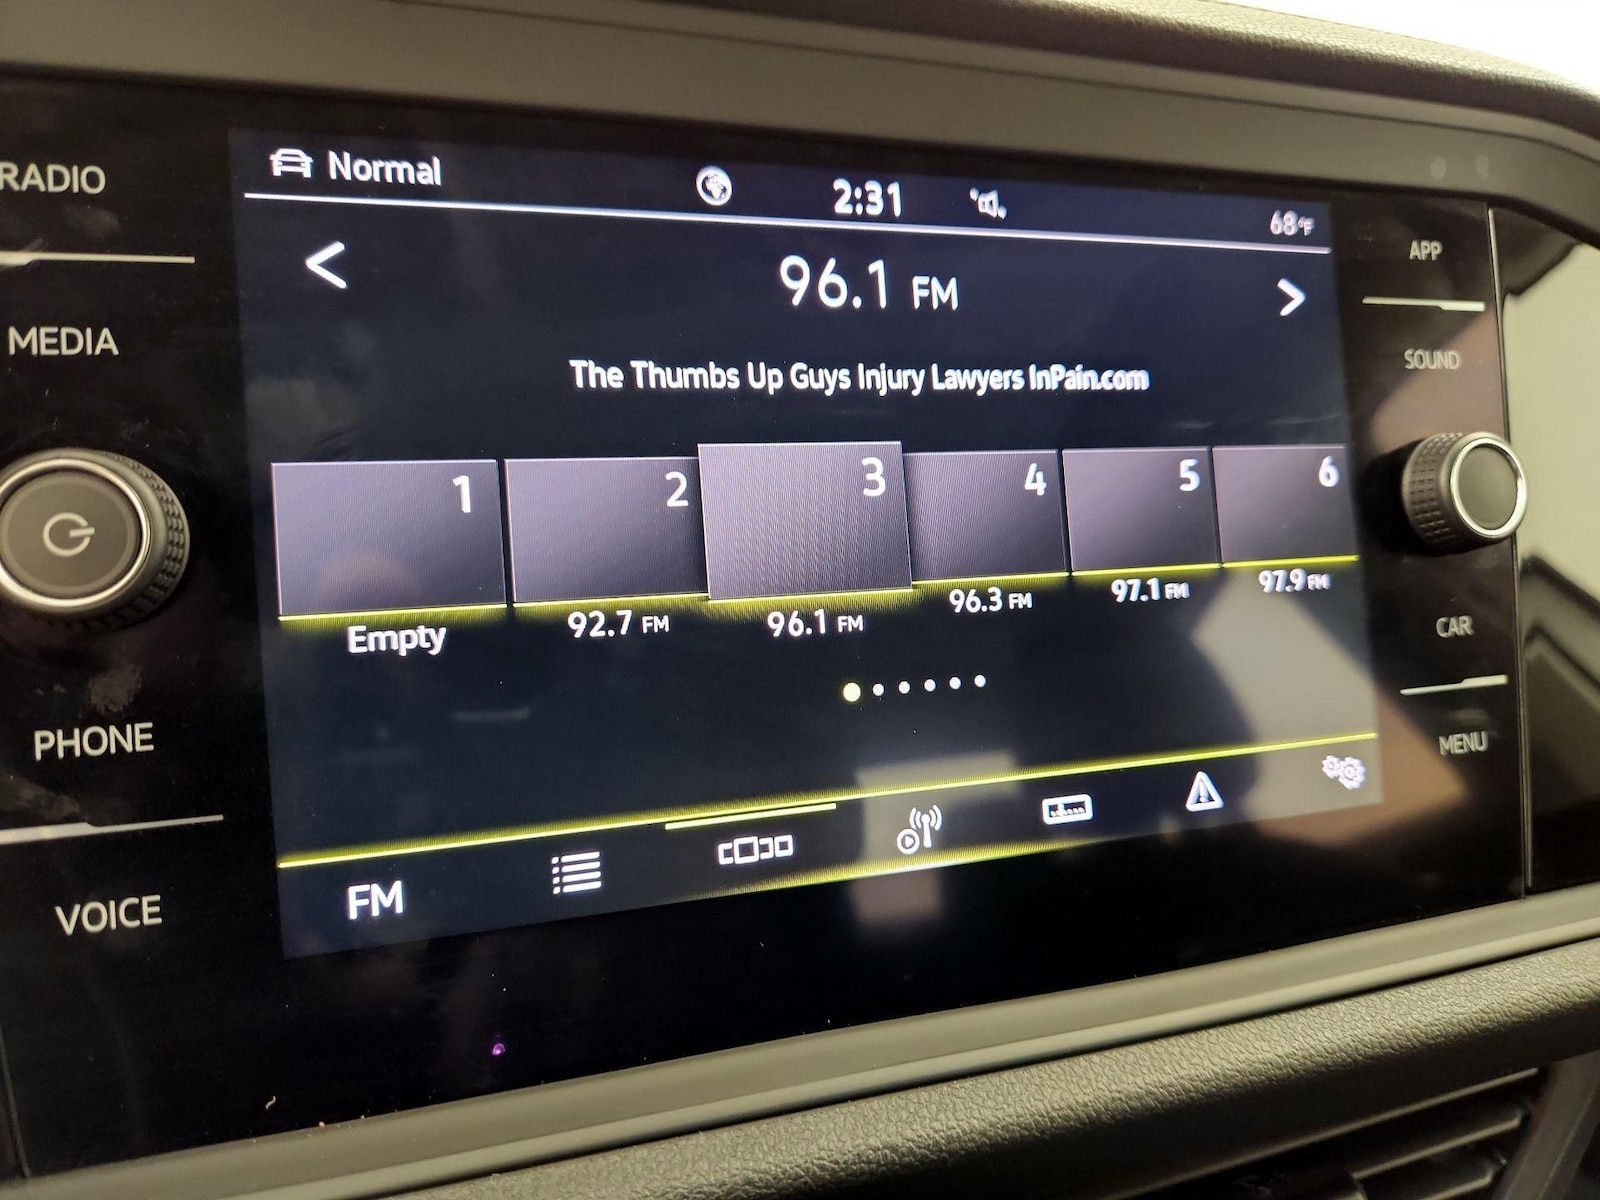 RADIO
MEDIA
PHONE
VOICE
Normal
2:31
68°F
96.1 FM
The Thumbs Up Guys Injury Lawyers InPain.com
1 2 3 4 5 6
Empty 92.7 FM 96.1 FM 96.3 FM 97.1 FM 97.9 FM
FM
APP
SOUND
CAR
MENU